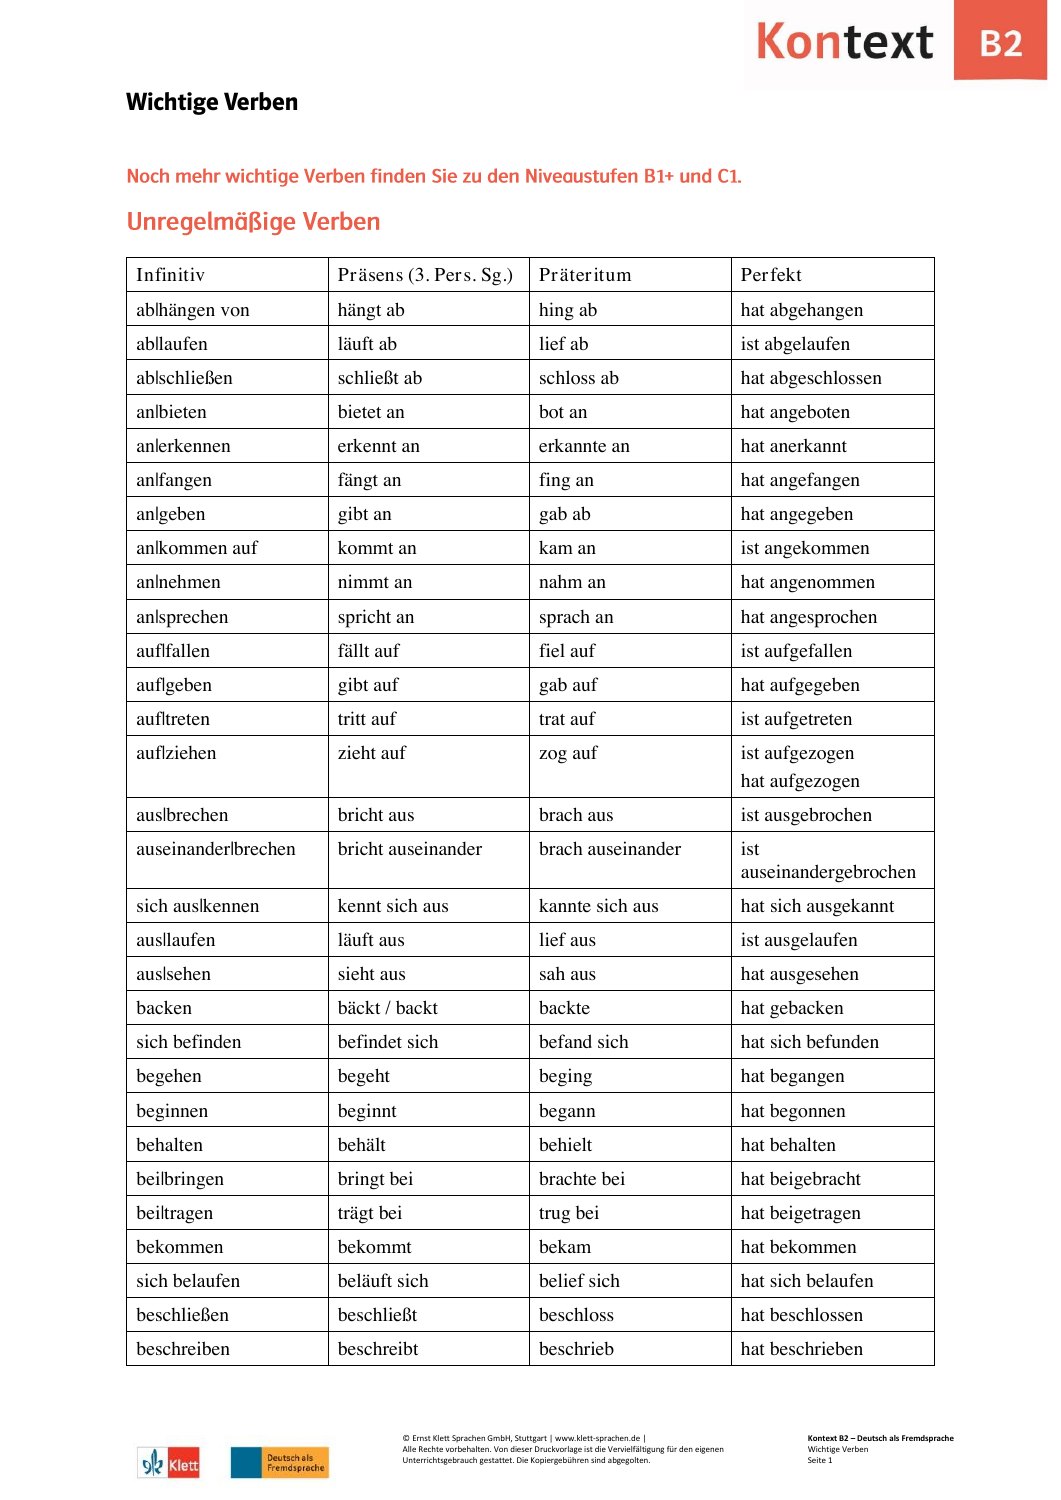 Kontext B2
Wichtige Verben
Noch mehr wichtige Verben finden Sie zu den Niveaustufen B1+ und C1.
Unregelmäßige Verben
Infinitiv Präsens (3. Pers. Sg.) Präteritum Perfekt
ab|hängen von hängt ab hing ab hat abgehangen
ab|laufen läuft ab lief ab ist abgelaufen
ab|schließen schließt ab schloss ab hat abgeschlossen
an|bieten bietet an bot an hat angeboten
an|erkennen erkennt an erkannte an hat anerkannt
an|fangen fängt an fing an hat angefangen
an|geben gibt an gab ab hat angegeben
an|kommen auf kommt an kam an ist angekommen
an|nehmen nimmt an nahm an hat angenommen
an|sprechen spricht an sprach an hat angesprochen
auf|fallen fällt auf fiel auf ist aufgefallen
auf|geben gibt auf gab auf hat aufgegeben
auf|treten tritt auf trat auf ist aufgetreten
auf|ziehen zieht auf zog auf ist aufgezogen
hat aufgezogen
aus|brechen bricht aus brach aus ist ausgebrochen
auseinander|brechen bricht auseinander brach auseinander ist
auseinandergebrochen
sich aus|kennen kennt sich aus kannte sich aus hat sich ausgekannt
aus|laufen läuft aus lief aus ist ausgelaufen
aus|sehen sieht aus sah aus hat ausgesehen
backen bäckt / backt backte hat gebacken
sich befinden befindet sich befand sich hat sich befunden
begehen begeht beging hat begangen
beginnen beginnt begann hat begonnen
behalten behält behielt hat behalten
bei|bringen bringt bei brachte bei hat beigebracht
bei|tragen trägt bei trug bei hat beigetragen
bekommen bekommt bekam hat bekommen
sich belaufen beläuft sich belief sich hat sich belaufen
beschließen beschließt beschloss hat beschlossen
beschreiben beschreibt beschrieb hat beschrieben
Klett
Deutsch als
Fremdsprache
© Ernst Klett Sprachen GmbH, Stuttgart | www.klett-sprachen.de |
Alle Rechte vorbehalten. Von dieser Druckvorlage ist die Vervielfältigung für den eigenen
Unterrichtsgebrauch gestattet. Die Kopiergebühren sind abgegolten.
Kontext B2 – Deutsch als Fremdsprache
Wichtige Verben
Seite 1